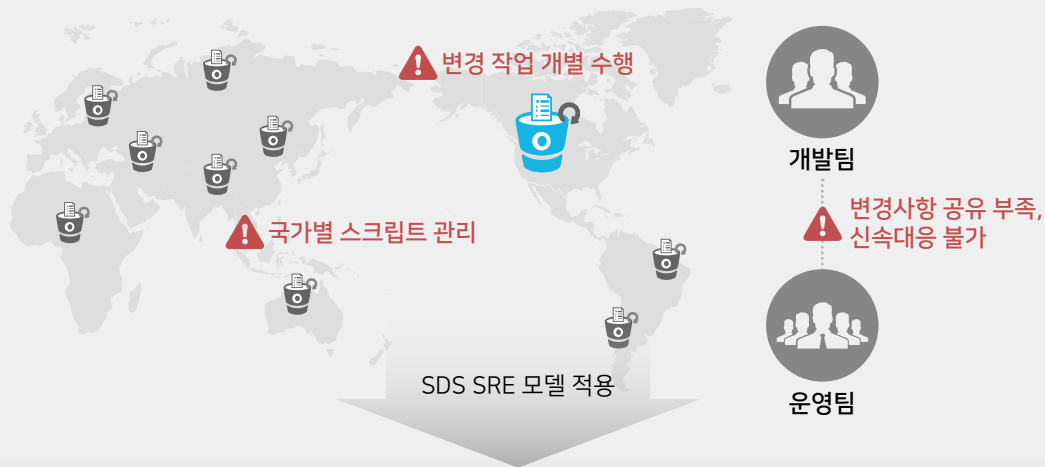 변경 작업 개별 수행
개발팀
국가별 스크립트 관리
변경사항 공유 부족,
신속대응 불가
SDS SRE 모델 적용
운영팀